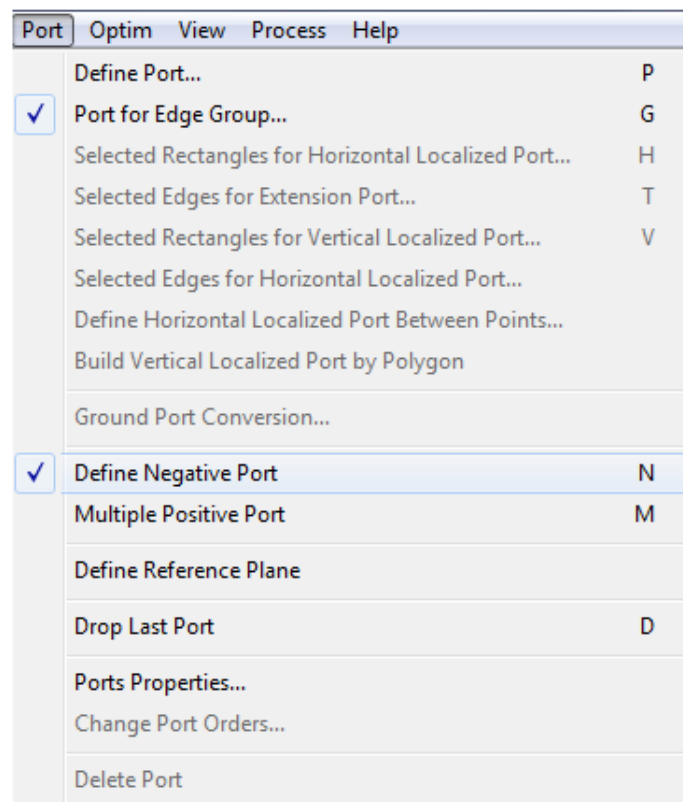 Port Optim View Process Help
Define Port... P
Port for Edge Group... G
Selected Rectangles for Horizontal Localized Port... H
Selected Edges for Extension Port... T
Selected Rectangles for Vertical Localized Port... V
Selected Edges for Horizontal Localized Port...
Define Horizontal Localized Port Between Points...
Build Vertical Localized Port by Polygon
Ground Port Conversion...
Define Negative Port N
Multiple Positive Port M
Define Reference Plane
Drop Last Port D
Ports Properties...
Change Port Orders...
Delete Port